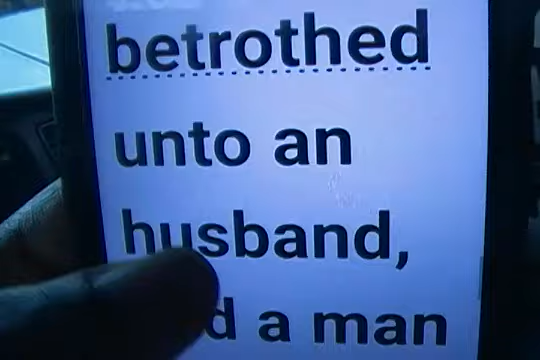 betrothed
unto an
husband,
d a man